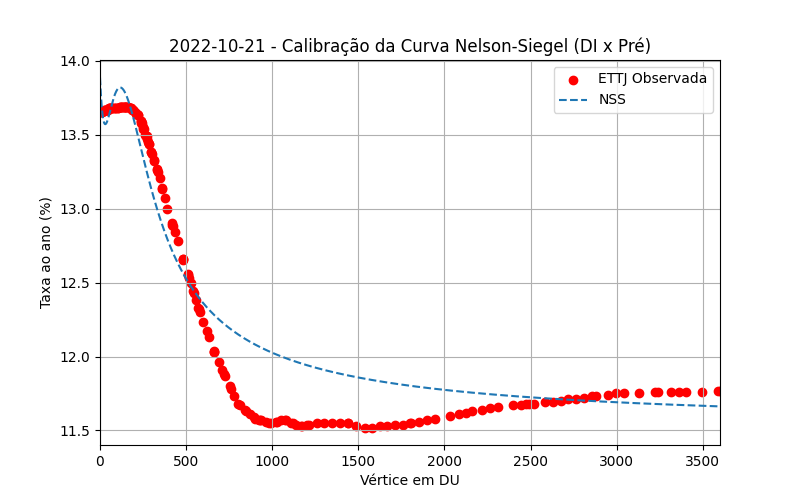 2022-10-21 - Calibração da Curva Nelson-Siegel (DI x Pré)
ETTJ Observada
NSS
Taxa ao ano (%)
14.0
13.5
13.0
12.5
12.0
11.5
0 500 1000 1500 2000 2500 3000 3500
Vértice em DU